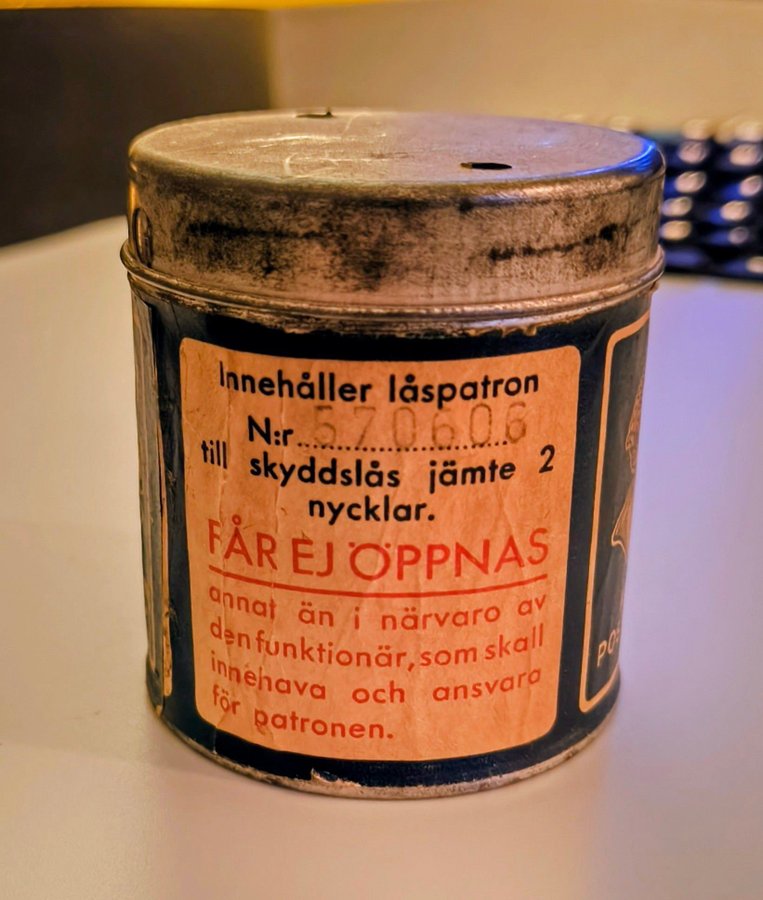 Innehåller låspatron
N:r 570606
till skyddslås jämte 2
nycklar.
FÅR EJ ÖPPNAS
annat än i närvaro av
den funktionär, som skall
innehava och ansvara
för patronen.